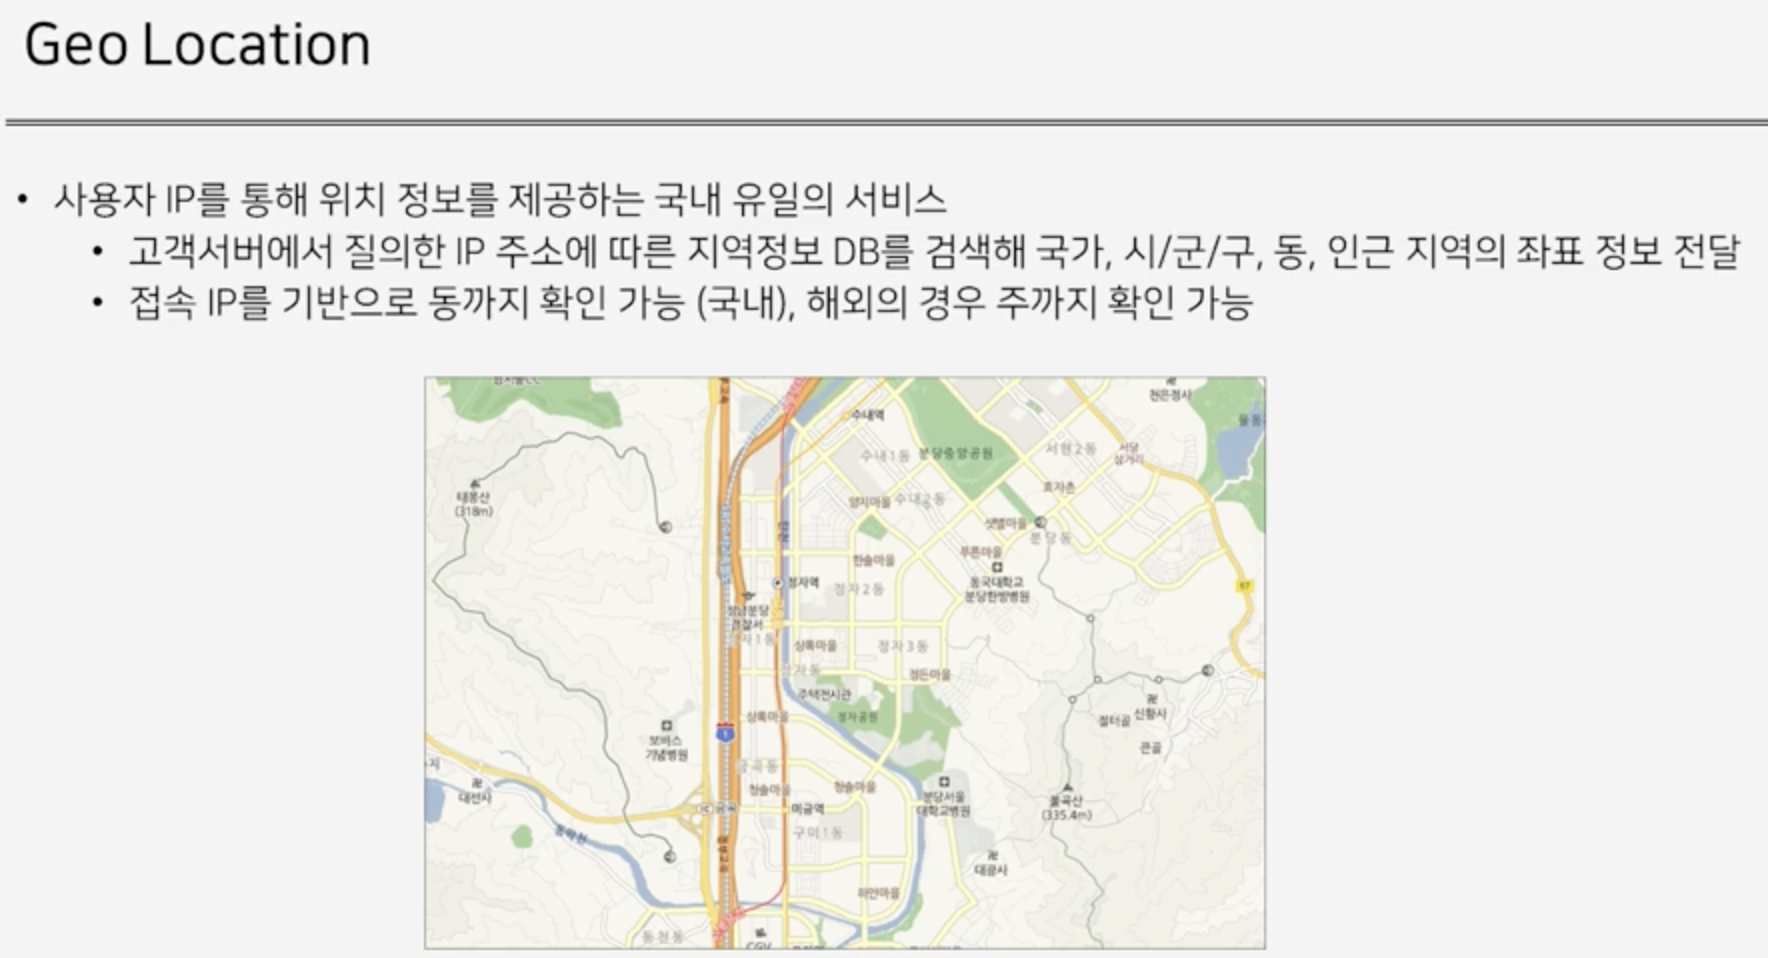 Geo Location
• 사용자 IP를 통해 위치 정보를 제공하는 국내 유일의 서비스
• 고객서버에서 질의한 IP 주소에 따른 지역정보 DB를 검색해 국가, 시/군/구, 동, 인근 지역의 좌표 정보 전달
• 접속 IP를 기반으로 동까지 확인 가능 (국내), 해외의 경우 주까지 확인 가능
천은정사
수내역
수내1동
분당중앙공원
서현2동
서당
삼거리
태봉산
(318m)
효자촌
양지마을
수내2동
샛별마을
분당동
푸른마을
한솔마을
동국대학교
분당한방병원
정자역
정자2동
57
성남분당
경찰서
상록마을
정자3동
정자동
정든마을
주택전시관
정자공원
상록마을
신황사
절터골
큰골
1
보바스
기념병원
금곡동
청솔마을
청솔마을
대선사
분당서울
대학교병원
불곡산
(335.4m)
IC 금곡
미금역
구미1동
동막천
대광사
하얀마을
동천동
CGV